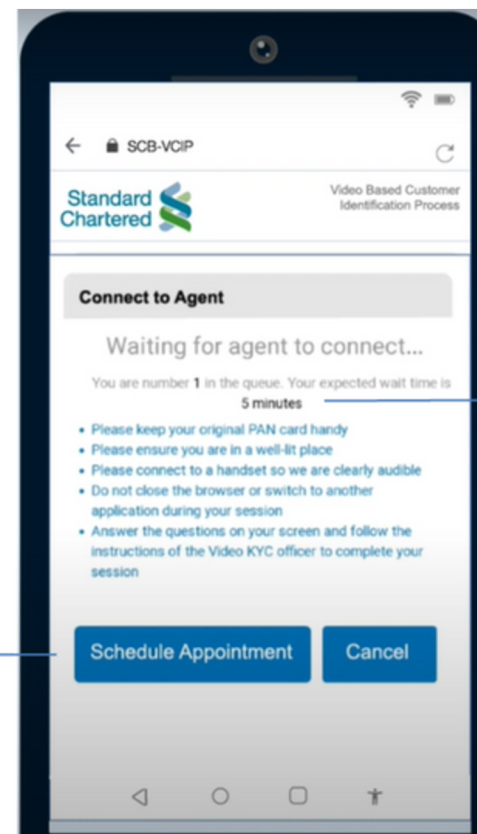 SCB-VCIP
Standard
Chartered
Video Based Customer
Identification Process
Connect to Agent
Waiting for agent to connect...
You are number 1 in the queue. Your expected wait time is
5 minutes
• Please keep your original PAN card handy
• Please ensure you are in a well-lit place
• Please connect to a handset so we are clearly audible
• Do not close the browser or switch to another
application during your session
• Answer the questions on your screen and follow the
instructions of the Video KYC officer to complete your
session
Schedule Appointment
Cancel